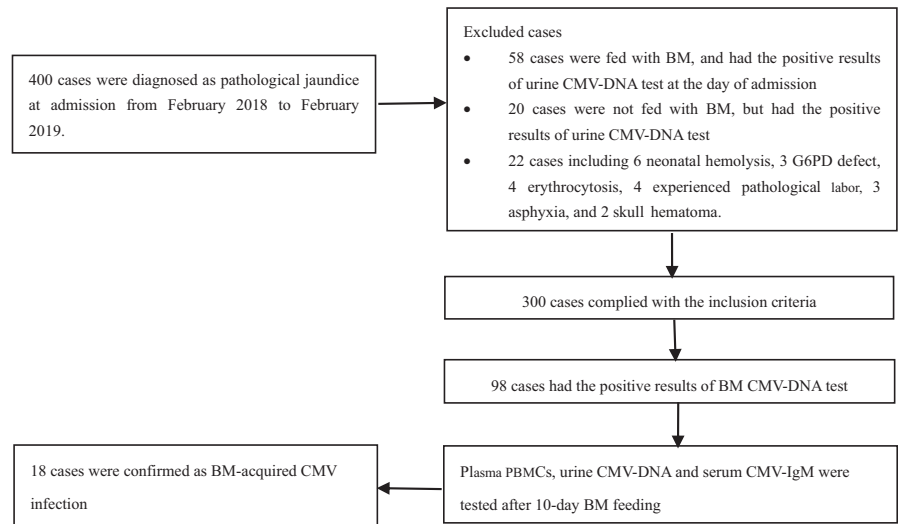 400 cases were diagnosed as pathological jaundice
at admission from February 2018 to February
2019.
Excluded cases
• 58 cases were fed with BM, and had the positive results
of urine CMV-DNA test at the day of admission
• 20 cases were not fed with BM, but had the positive
results of urine CMV-DNA test
• 22 cases including 6 neonatal hemolysis, 3 G6PD defect,
4 erythrocytosis, 4 experienced pathological labor, 3
asphyxia, and 2 skull hematoma.
300 cases complied with the inclusion criteria
98 cases had the positive results of BM CMV-DNA test
Plasma PBMCs, urine CMV-DNA and serum CMV-IgM were
tested after 10-day BM feeding
18 cases were confirmed as BM-acquired CMV
infection